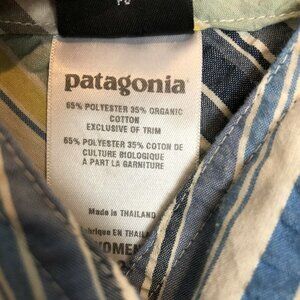 patagonia
65% POLYESTER 35% ORGANIC
COTTON
EXCLUSIVE OF TRIM
65% POLYESTER 35% COTON DE
CULTURE BIOLOGIQUE
A PART LA GARNITURE
Made in THAILAND